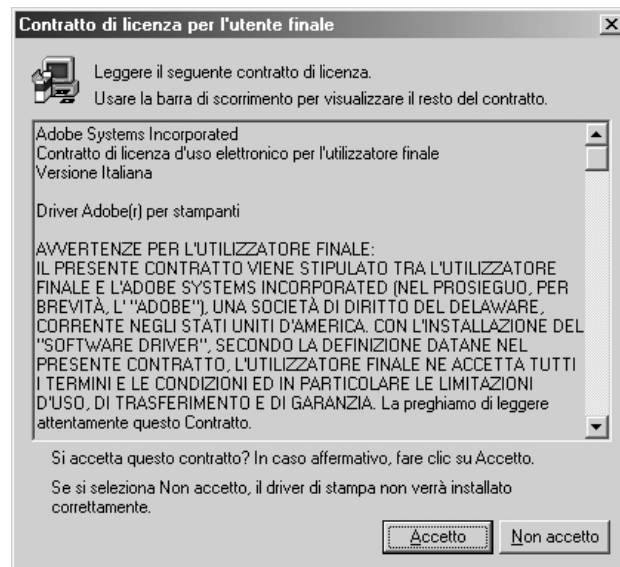 Contratto di licenza per l'utente finale
Leggere il seguente contratto di licenza.
Usare la barra di scorrimento per visualizzare il resto del contratto.
Adobe Systems Incorporated
Contratto di licenza d'uso elettronico per l'utilizzatore finale
Versione Italiana
Driver Adobe(r) per stampanti
AVVERTENZE PER L'UTILIZZATORE FINALE:
IL PRESENTE CONTRATTO VIENE STIPULATO TRA L'UTILIZZATORE
FINALE E L'ADOBE SYSTEMS INCORPORATED (NEL PROSIEGUO, PER
BREVITÀ, L' "ADOBE"), UNA SOCIETÀ DI DIRITTO DEL DELAWARE,
CORRENTE NEGLI STATI UNITI D'AMERICA. CON L'INSTALLAZIONE DEL
"SOFTWARE DRIVER", SECONDO LA DEFINIZIONE DATANE NEL
PRESENTE CONTRATTO, L'UTILIZZATORE FINALE NE ACCETTA TUTTI
I TERMINI E LE CONDIZIONI ED IN PARTICOLARE LE LIMITAZIONI
D'USO, DI TRASFERIMENTO E DI GARANZIA. La preghiamo di leggere
attentamente questo Contratto.
Si accetta questo contratto? In caso affermativo, fare clic su Accetto.
Se si seleziona Non accetto, il driver di stampa non verrà installato
correttamente.
Accetto Non accetto